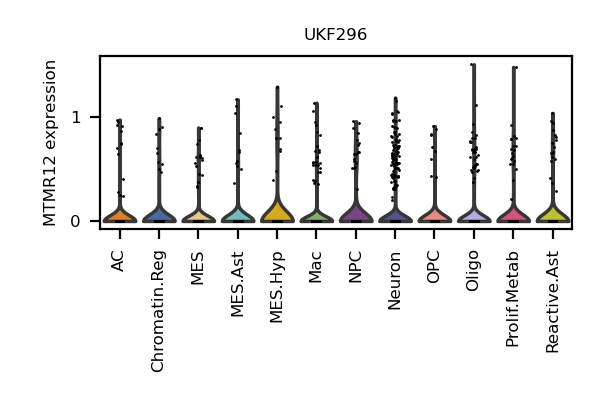 UKF296
MTMR12 expression
1
0
AC
Chromatin.Reg
MES
MES.Ast
MES.Hyp
Mac
NPC
Neuron
OPC
Oligo
Prolif.Metab
Reactive.Ast